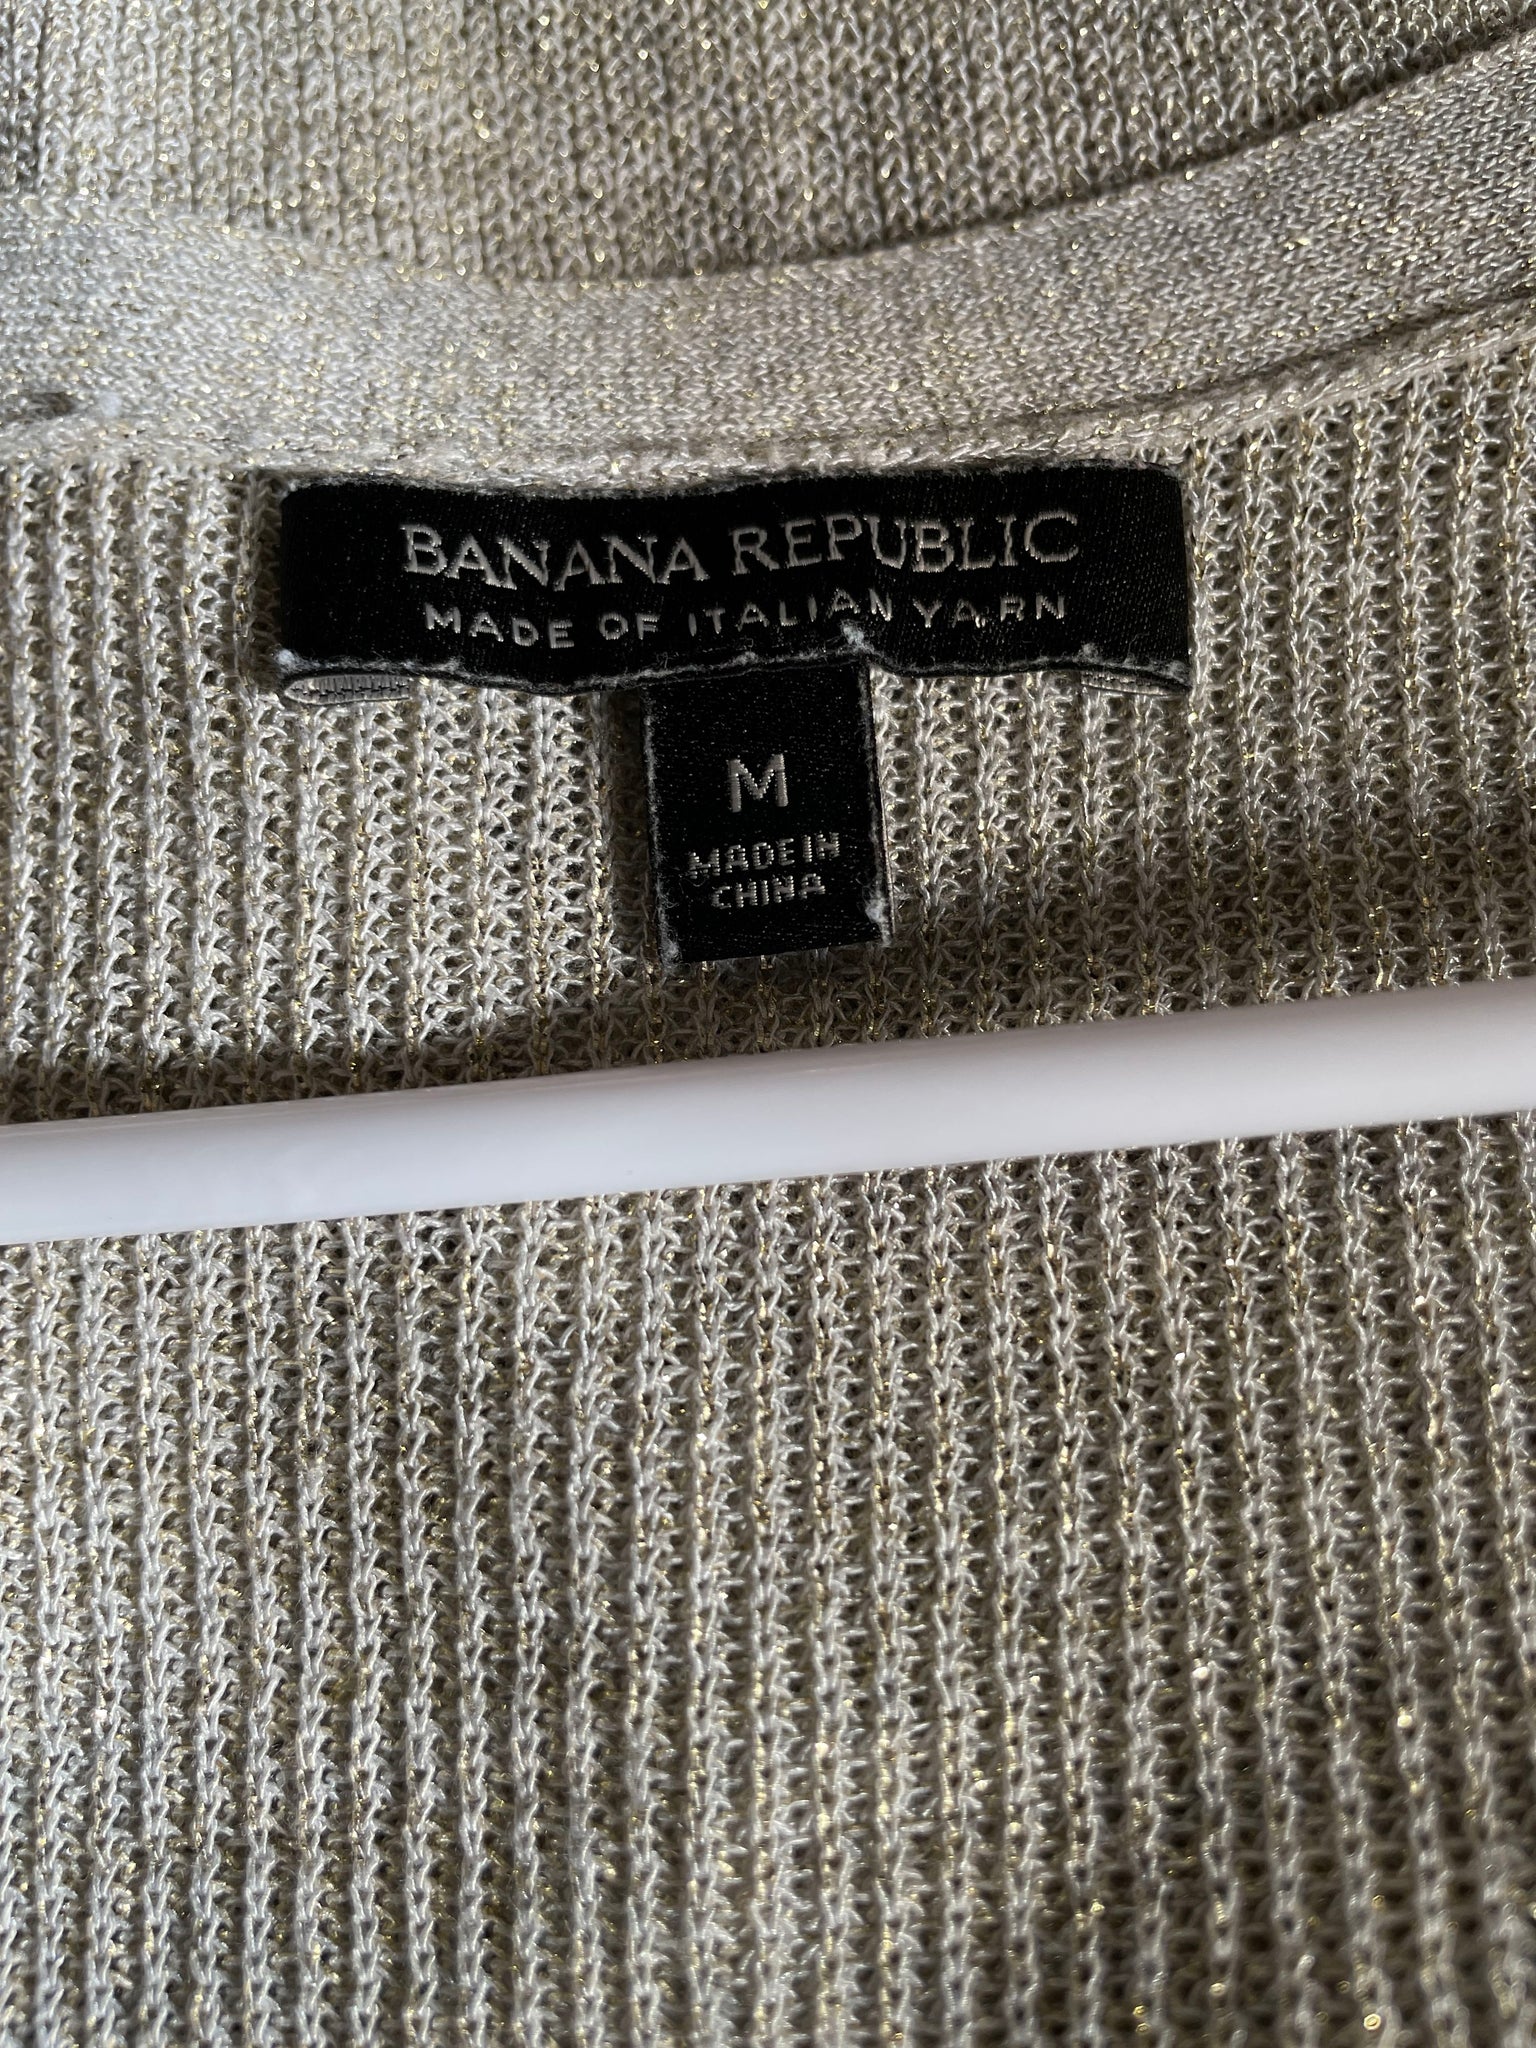 BANANA REPUBLIC
MADE OF ITALIAN YARN
M
MADE IN
CHINA